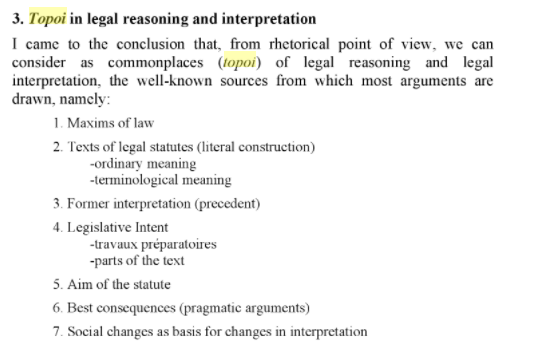 3. Topoi in legal reasoning and interpretation
I came to the conclusion that, from rhetorical point of view, we can
consider as commonplaces (topoi) of legal reasoning and legal
interpretation, the well-known sources from which most arguments are
drawn, namely:
1. Maxims of law
2. Texts of legal statutes (literal construction)
-ordinary meaning
-terminological meaning
3. Former interpretation (precedent)
4. Legislative Intent
-travaux préparatoires
-parts of the text
5. Aim of the statute
6. Best consequences (pragmatic arguments)
7. Social changes as basis for changes in interpretation